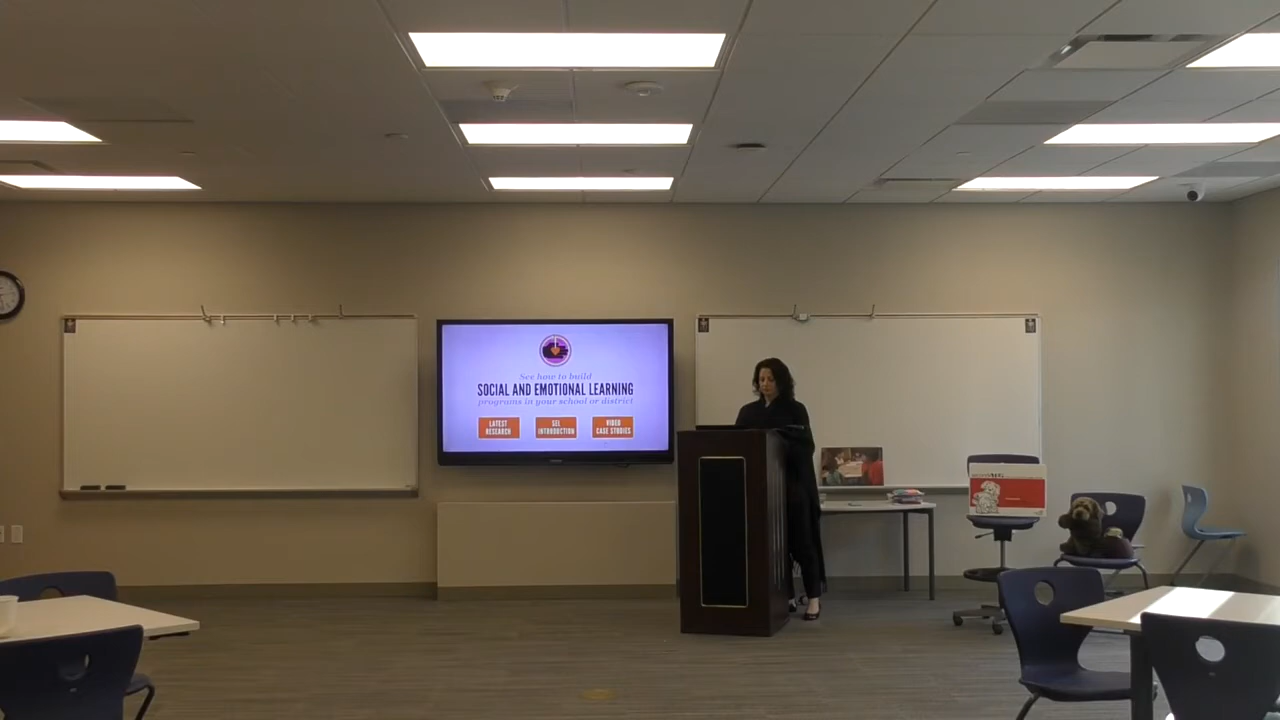 See how to build
SOCIAL AND EMOTIONAL LEARNING
programs in your school or district
LATEST
RESEARCH
SEL
INTRODUCTION
VIDEO
CASE STUDIES